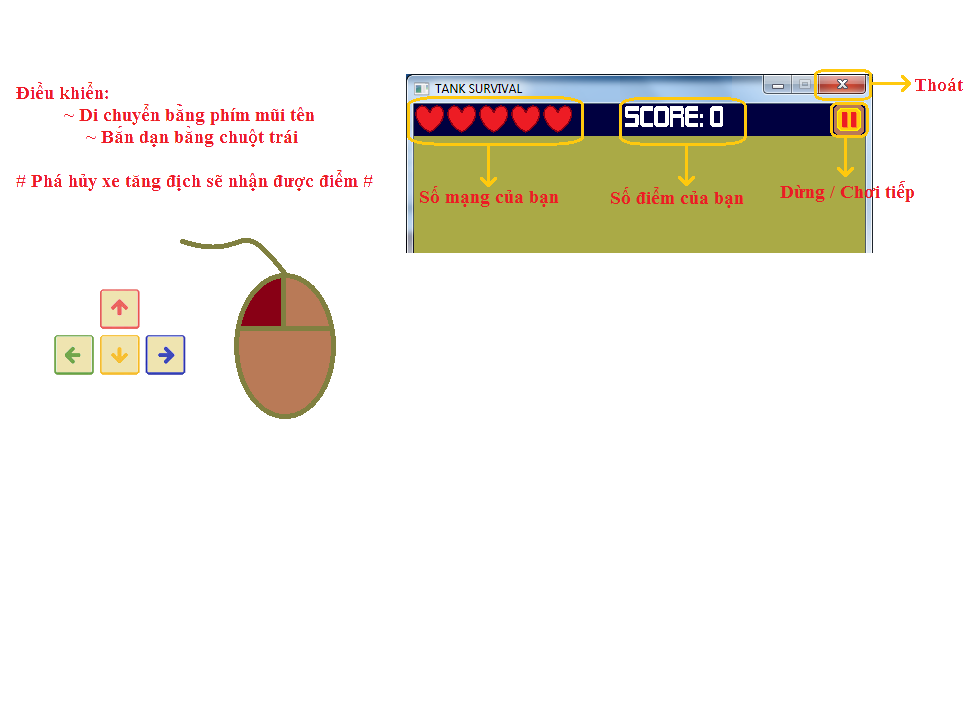 Điều khiển:
~ Di chuyển bằng phím mũi tên
~ Bắn đạn bằng chuột trái
# Phá hủy xe tăng địch sẽ nhận được điểm #
TANK SURVIVAL
Thoát
SCORE: 0
Số mạng của bạn
Số điểm của bạn
Dừng / Chơi tiếp